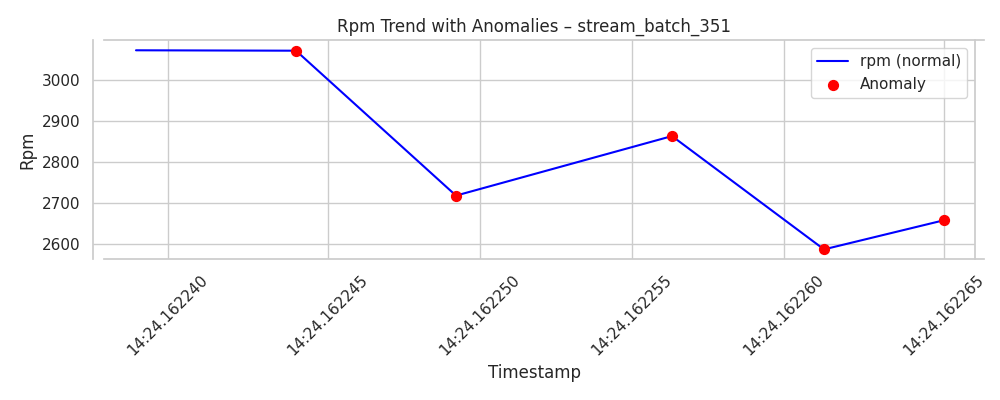 Rpm Trend with Anomalies – stream_batch_351
rpm (normal)
Anomaly
Rpm
3000
2900
2800
2700
2600
14:24.162240
14:24.162245
14:24.162250
14:24.162255
14:24.162260
14:24.162265
Timestamp